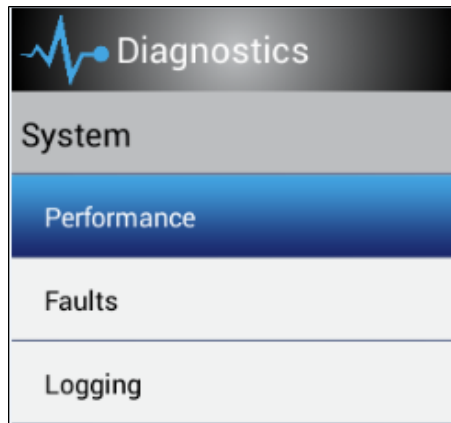 Diagnostics
System
Performance
Faults
Logging